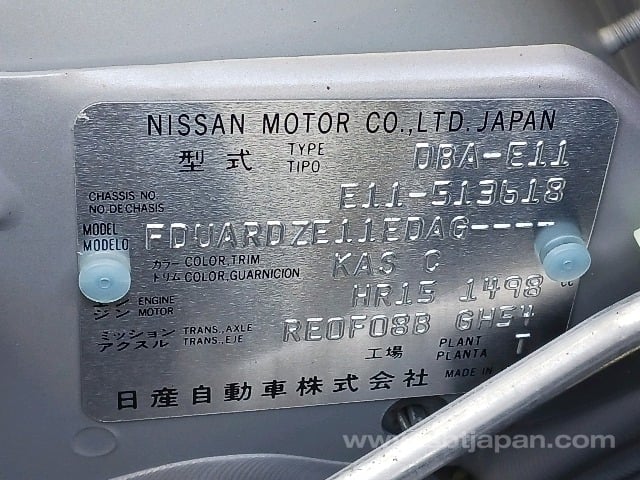 NISSAN MOTOR CO.,LTD. JAPAN
型式 TYPE TIPO DBA-E11
CHASSIS NO. NO.DE CHASIS E11-513618
MODEL MODELO FDUARDZE11EDAG----
カラー COLOR,TRIM トリム COLOR,GUARNICION KAS C
ENGINE ジン MOTOR HR15 1498 cc
ミッション TRANS.,AXLE アクスル TRANS.,EJE RE0F08B GH54
工場 PLANT PLANTA T
日産自動車株式会社 MADE IN
japan.com